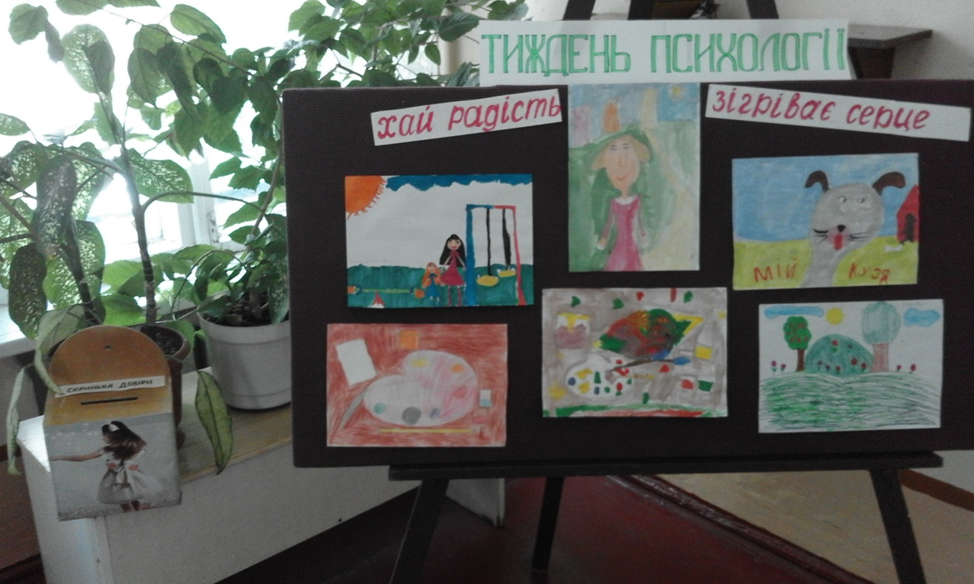 ТИЖДЕНЬ ПСИХОЛОГІЇ
хай радість
зігріває серце
МІЙ КУЗЯ
СКРИНЬКА ДОВІРИ